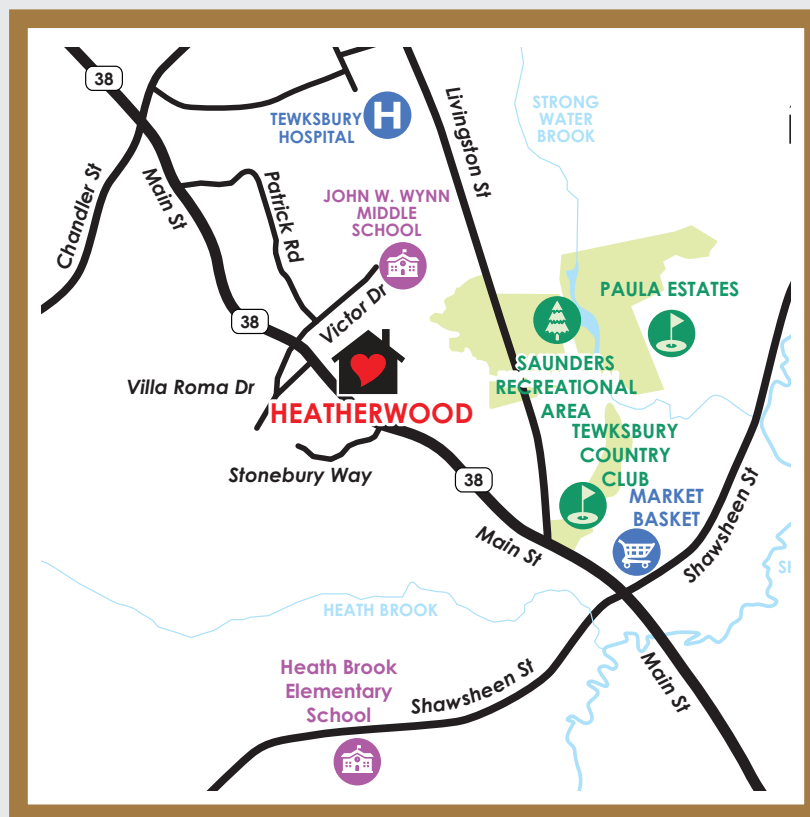 38
Chandler St
Main St
TEWKSBURY
HOSPITAL
H
Livingston St
STRONG
WATER
BROOK
Patrick Rd
JOHN W. WYNN
MIDDLE
SCHOOL
38
Victor Dr
PAULA ESTATES
SAUNDERS
RECREATIONAL
AREA
Villa Roma Dr
HEATHERWOOD
Stonebury Way
TEWKSBURY
COUNTRY
CLUB
38
MARKET
BASKET
Main St
Shawsheen St
HEATH BROOK
Heath Brook
Elementary
School
Shawsheen St
Main St